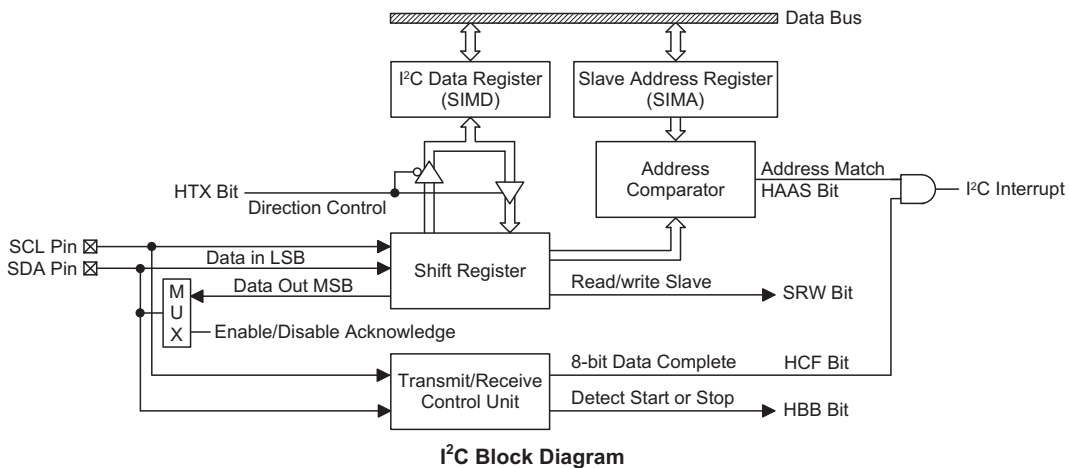 Data Bus
I²C Data Register
(SIMD)
Slave Address Register
(SIMA)
HTX Bit
Direction Control
Address
Comparator
Address Match
HAAS Bit
I²C Interrupt
SCL Pin
SDA Pin
Data in LSB
Shift Register
Data Out MSB
Read/write Slave
SRW Bit
M
U
X
Enable/Disable Acknowledge
Transmit/Receive
Control Unit
8-bit Data Complete
HCF Bit
Detect Start or Stop
HBB Bit
I²C Block Diagram